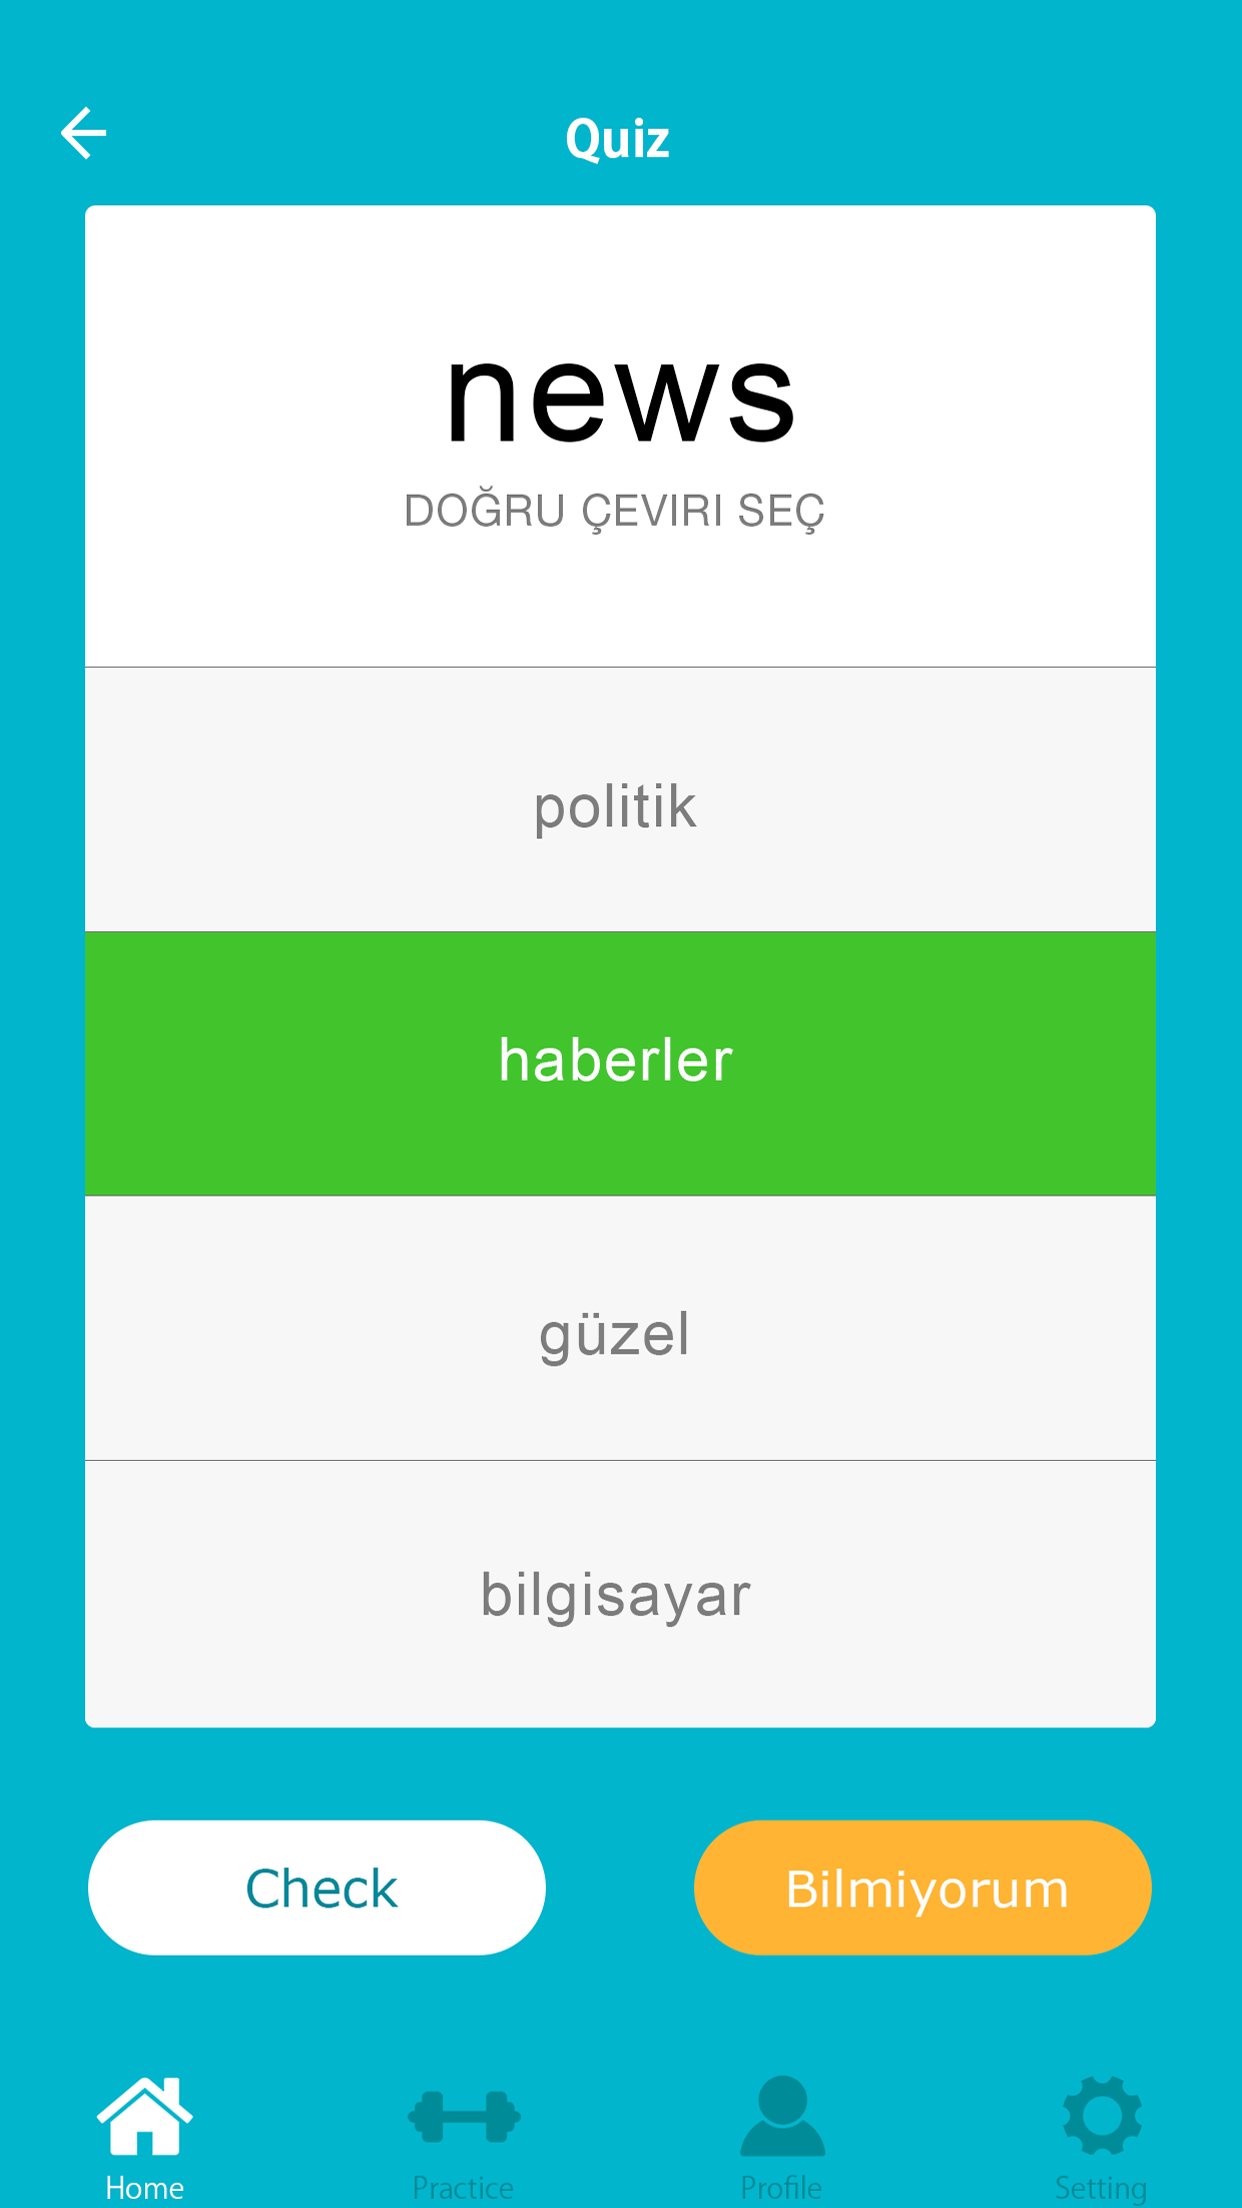 Quiz
news
DOĞRU ÇEVIRI SEÇ
politik
haberler
güzel
bilgisayar
Check
Bilmiyorum
Home
Practice
Profile
Setting